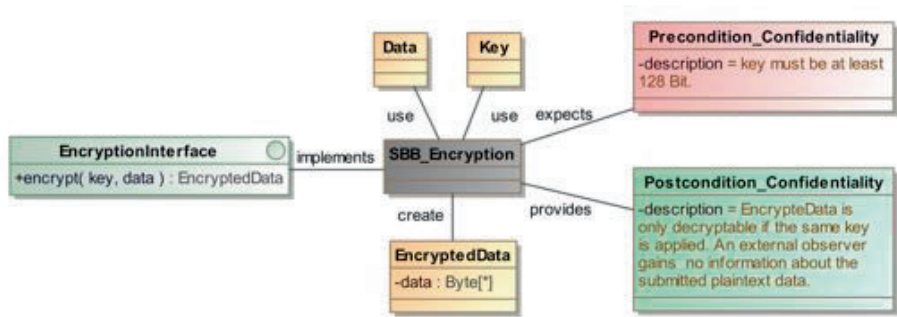 Data
Key
Precondition_Confidentiality
-description = key must be at least
128 Bit.
use
use
expects
EncryptionInterface
+encrypt( key, data ) : EncryptedData
implements
SBB_Encryption
Postcondition_Confidentiality
-description = EncrypteData is
only decryptable if the same key
is applied. An external observer
gains no information about the
submitted plaintext data.
create
provides
EncryptedData
-data : Byte[*]